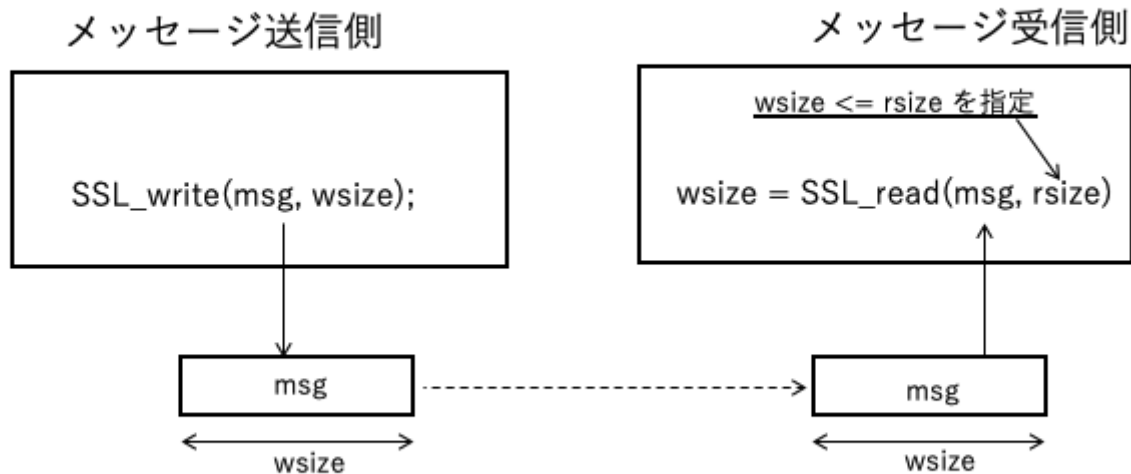 メッセージ送信側
メッセージ受信側
wsize <= rsize を指定
SSL_write(msg, wsize);
wsize = SSL_read(msg, rsize)
msg
msg
wsize
wsize